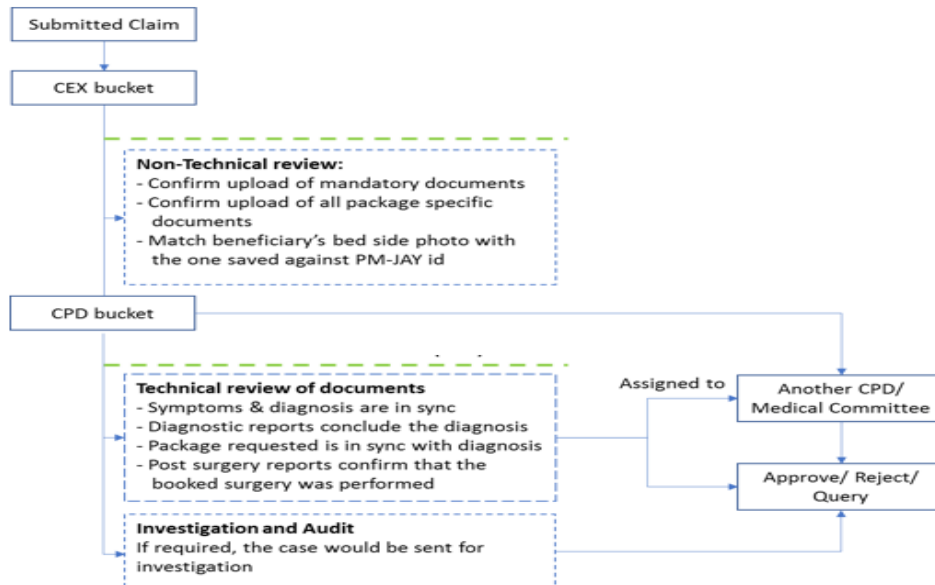 Submitted Claim
CEX bucket
Non-Technical review:
- Confirm upload of mandatory documents
- Confirm upload of all package specific
documents
- Match beneficiary's bed side photo with
the one saved against PM-JAY id
CPD bucket
Technical review of documents
- Symptoms & diagnosis are in sync
- Diagnostic reports conclude the diagnosis
- Package requested is in sync with diagnosis
- Post surgery reports confirm that the
booked surgery was performed
Assigned to
Another CPD/
Medical Committee
Approve/ Reject/
Query
Investigation and Audit
If required, the case would be sent for
investigation